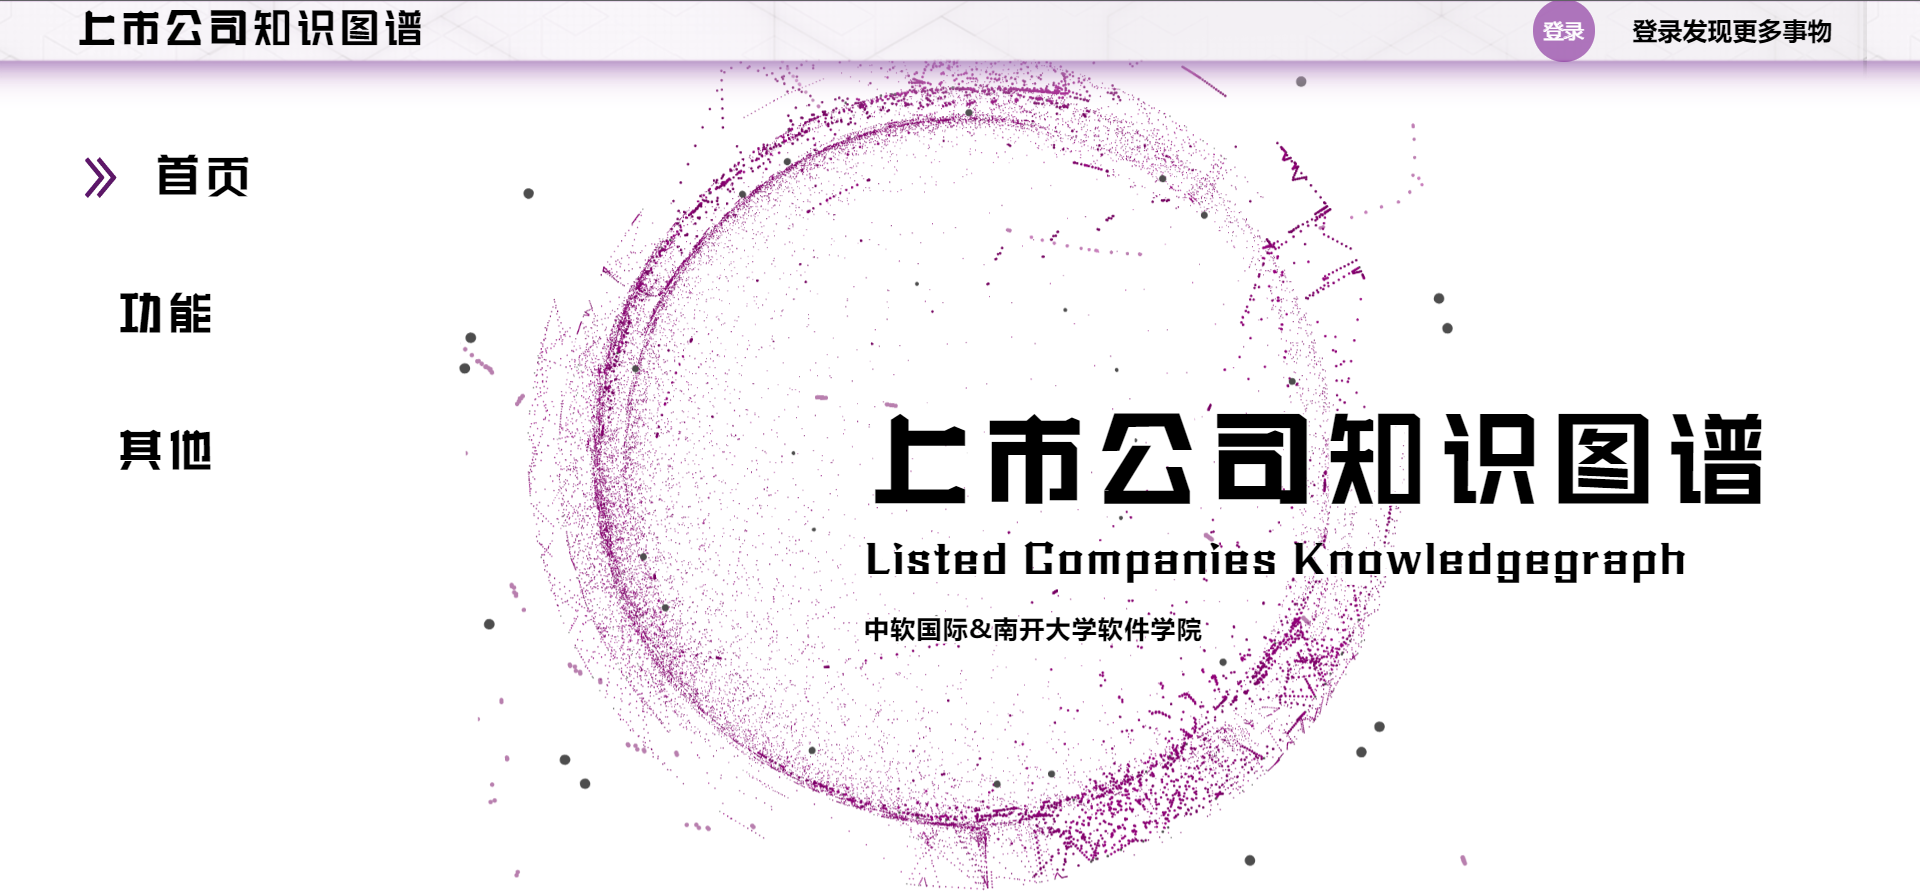 上市公司知识图谱
登录
登录发现更多事物
首页
功能
其他
上市公司知识图谱
Listed Companies Knowledgegraph
中软国际&南开大学软件学院